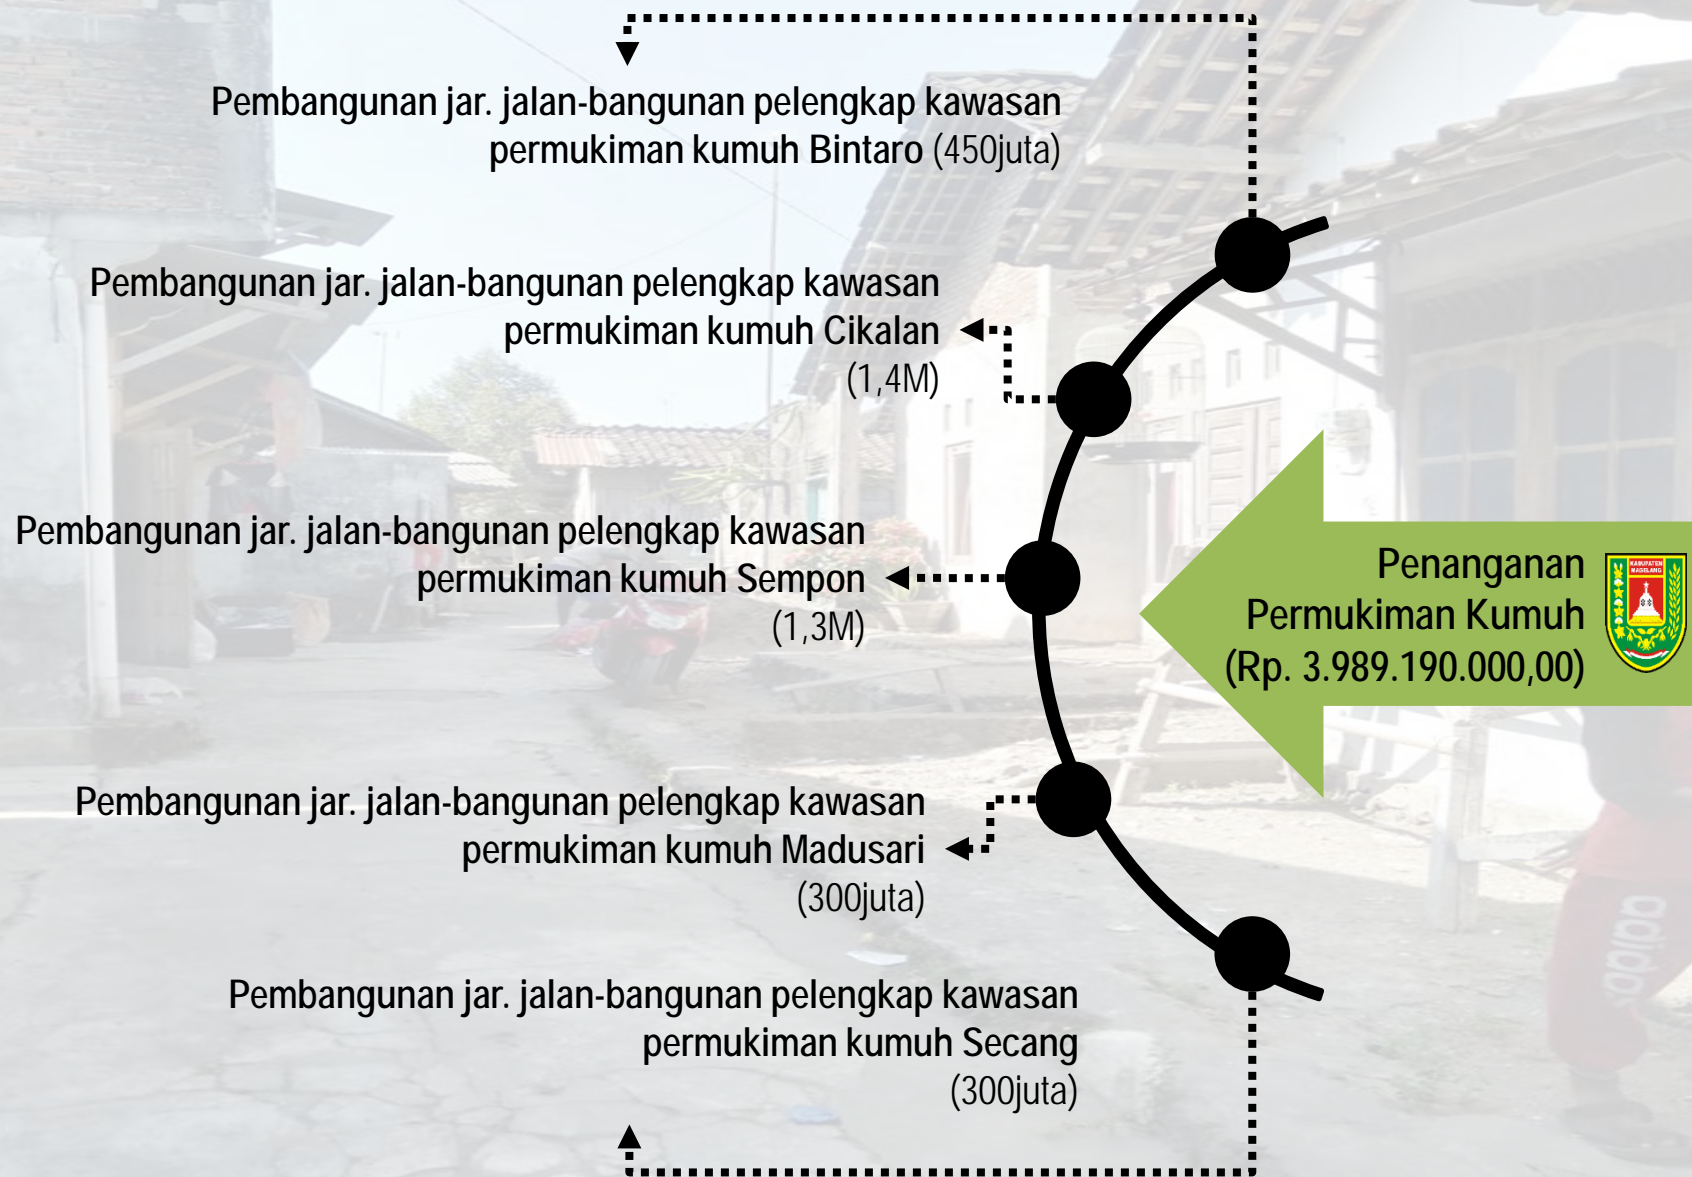 Pembangunan jar. jalan-bangunan pelengkap kawasan
permukiman kumuh Bintaro (450juta)
Pembangunan jar. jalan-bangunan pelengkap kawasan
permukiman kumuh Cikalan
(1,4M)
Pembangunan jar. jalan-bangunan pelengkap kawasan
permukiman kumuh Sempon
(1,3M)
Pembangunan jar. jalan-bangunan pelengkap kawasan
permukiman kumuh Madusari
(300juta)
Pembangunan jar. jalan-bangunan pelengkap kawasan
permukiman kumuh Secang
(300juta)
Penanganan
Permukiman Kumuh
(Rp. 3.989.190.000,00)
KABUPATEN
MAGELANG
adidas